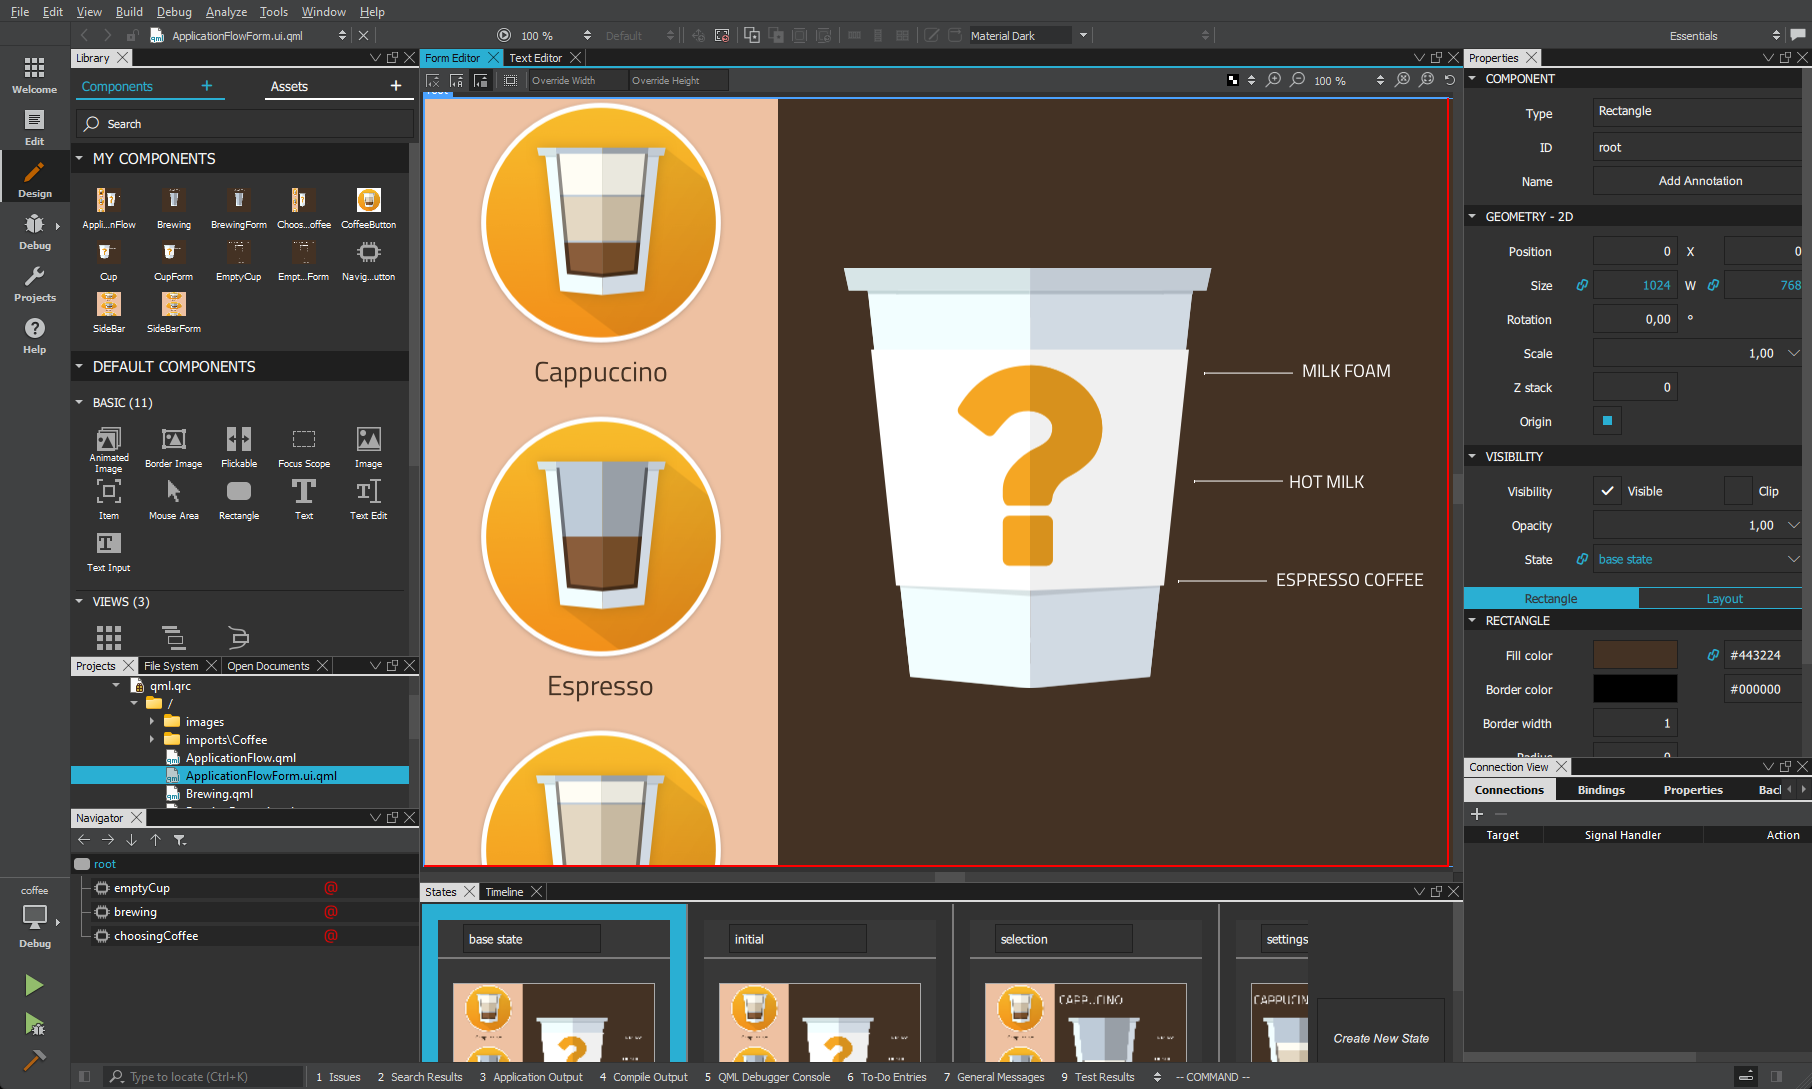 File Edit View Build Debug Analyze Tools Window Help
ApplicationFlowForm.ui.qml
100 %
Default
Material Dark
Essentials
Welcome
Edit
Design
Debug
Projects
Help
Library
Components +
Assets +
Search
MY COMPONENTS
Appli...nFlow Brewing BrewingForm Choos...offee CoffeeButton
Cup CupForm EmptyCup Empt...Form Navig...utton
SideBar SideBarForm
DEFAULT COMPONENTS
BASIC (11)
Animated Image Border Image Flickable Focus Scope Image
Item Mouse Area Rectangle Text Text Edit
Text Input
VIEWS (3)
Projects File System Open Documents
qml.qrc
/
images
imports\Coffee
ApplicationFlow.qml
ApplicationFlowForm.ui.qml
Brewing.qml
Navigator
root
emptyCup @
brewing @
choosingCoffee @
coffee
Debug
Form Editor Text Editor
Override Width Override Height
100 %
Cappuccino
Espresso
?
MILK FOAM
HOT MILK
ESPRESSO COFFEE
States Timeline
base state
initial
selection
settings
CAPPUCINO
Create New State
Properties
COMPONENT
Type Rectangle
ID root
Name Add Annotation
GEOMETRY - 2D
Position 0 X 0
Size 1024 W 768
Rotation 0,00 °
Scale 1,00
Z stack 0
Origin
VISIBILITY
Visibility Visible Clip
Opacity 1,00
State base state
Rectangle Layout
RECTANGLE
Fill color #443224
Border color #000000
Border width 1
Radius 0
Connection View
Connections Bindings Properties Bacl
+ −
Target Signal Handler Action
Type to locate (Ctrl+K)
1 Issues 2 Search Results 3 Application Output 4 Compile Output 5 QML Debugger Console 6 To-Do Entries 7 General Messages 9 Test Results -- COMMAND --